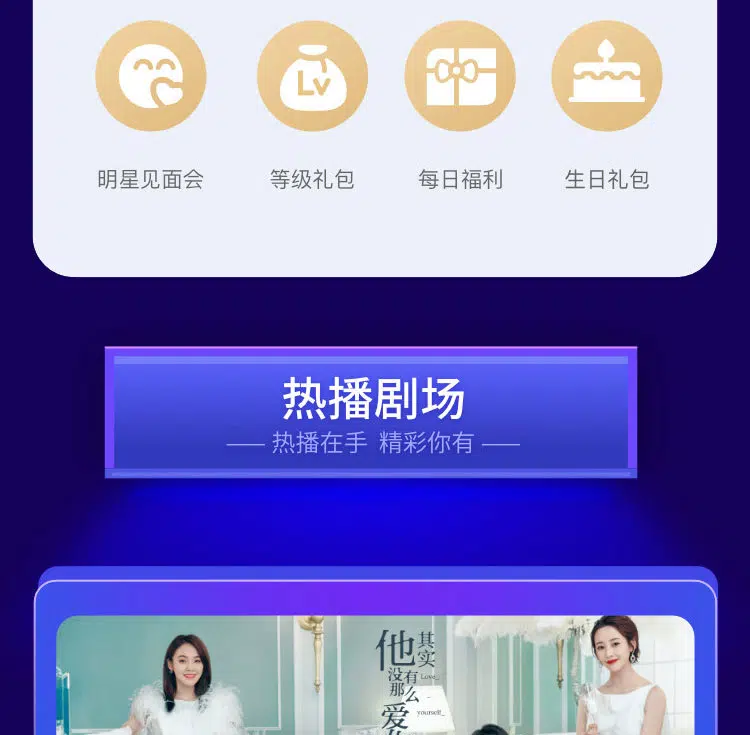 Lv
明星见面会 等级礼包 每日福利 生日礼包
热播剧场
热播在手 精彩你有
他
其实
没有
那么
爱
Love_
yourself_